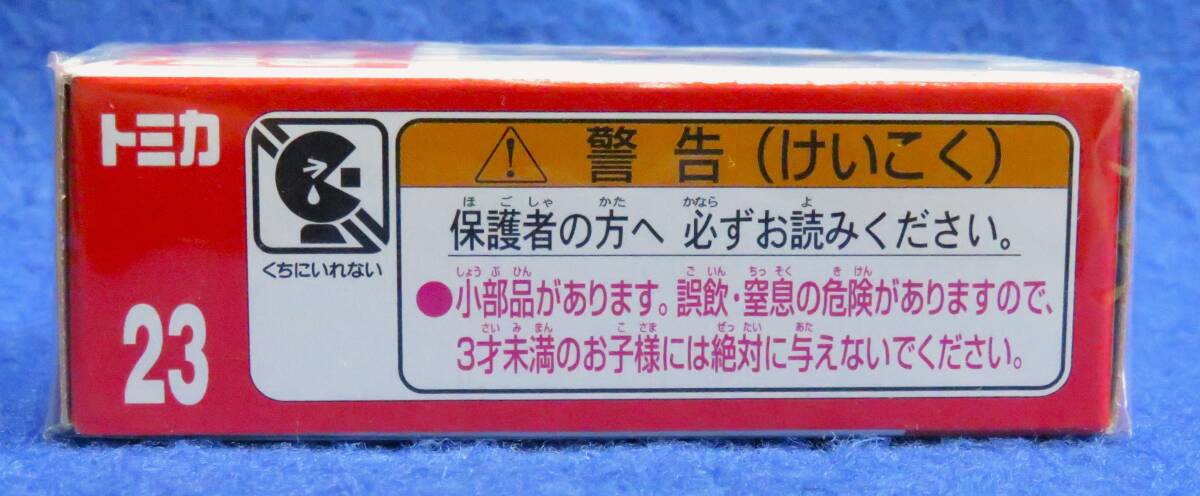 トミカ
23
くちにいれない
警告（けいこく）
ほごしゃ かた かなら よ
保護者の方へ 必ずお読みください。
しょうぶひん ごいん ちっそく きけん
●小部品があります。誤飲・窒息の危険がありますので、
さいみまん こさま ぜったい あた
3才未満のお子様には絶対に与えないでください。